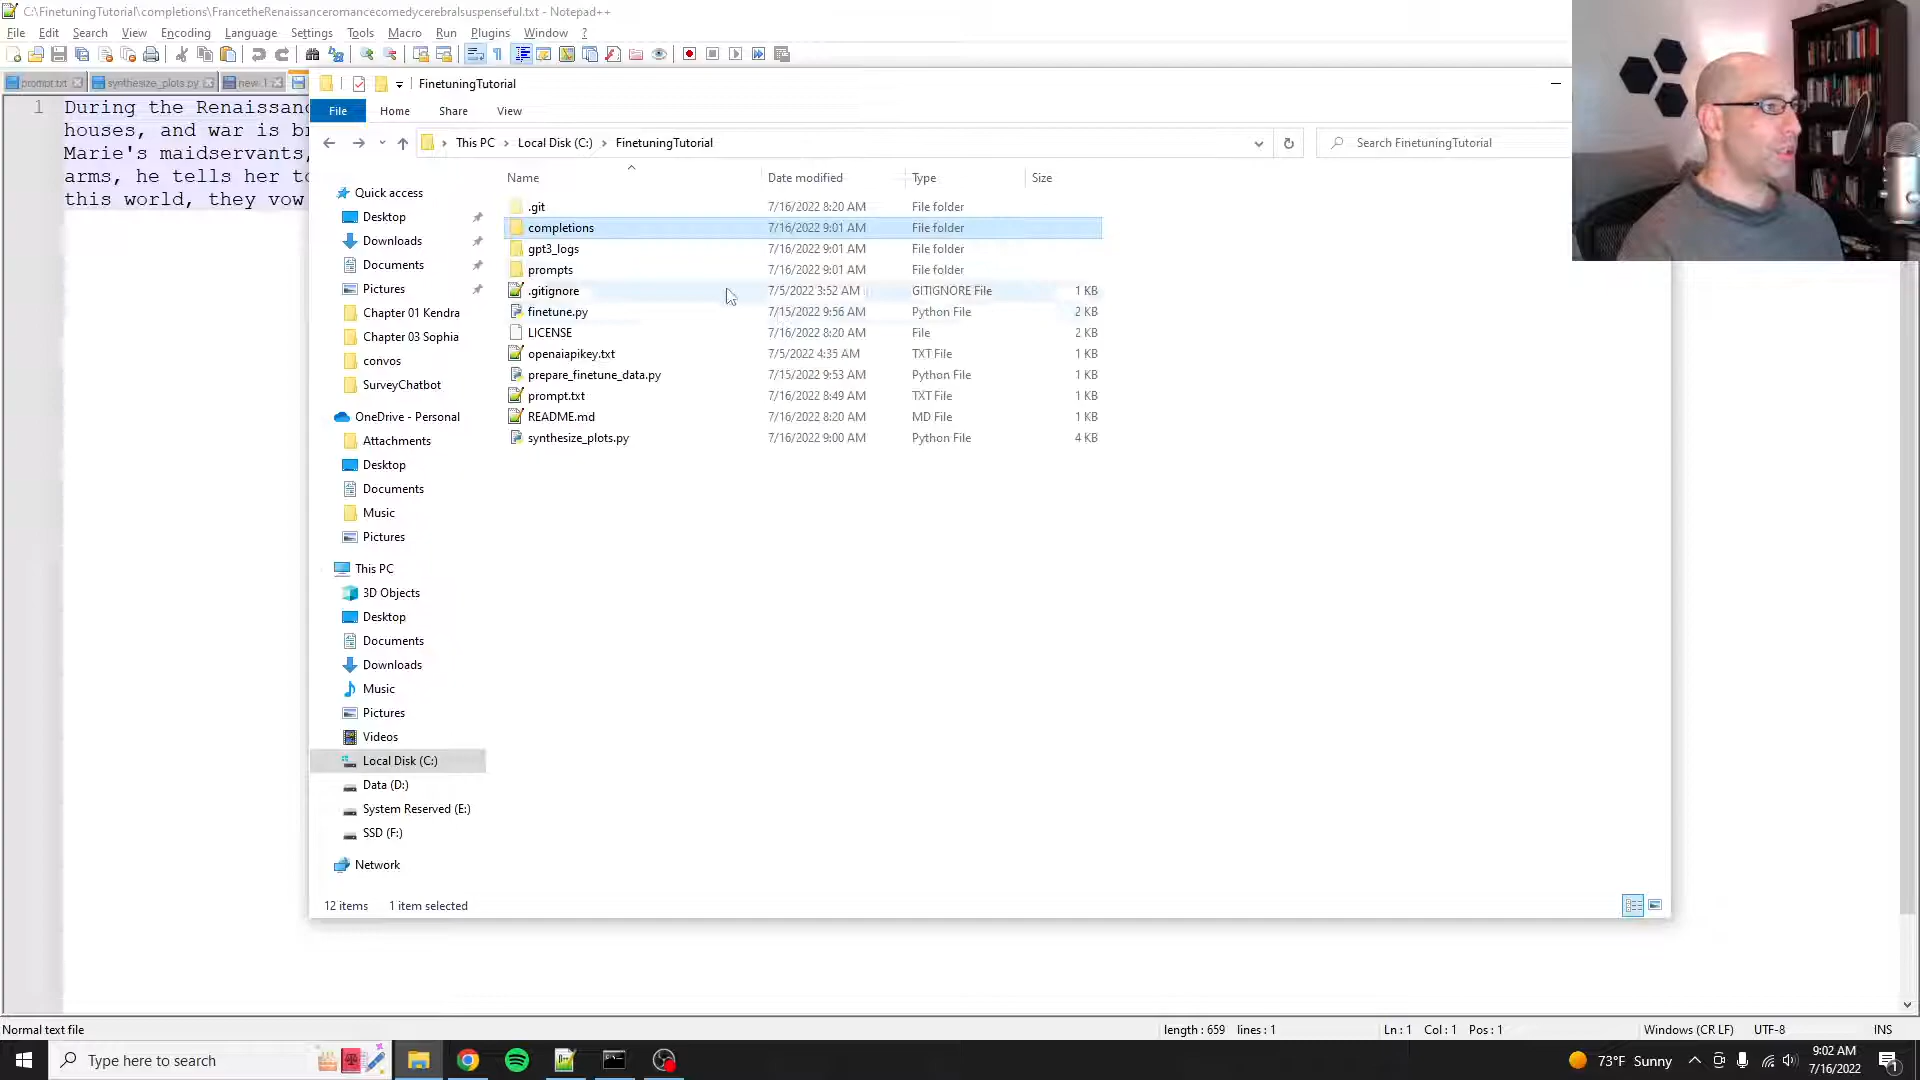 C:\FinetuningTutorial\completions\FrancetheRenaissanceromancecomedycerebralsuspenseful.txt - Notepad++
File Edit Search View Encoding Language Settings Tools Macro Run Plugins Window ?
prompt.txt synthesize_plots.py new 1
1 During the Renaissanc
houses, and war is br
Marie's maidservants,
arms, he tells her to
this world, they vow
FinetuningTutorial
File Home Share View
This PC Local Disk (C:) FinetuningTutorial
Search FinetuningTutorial
Name Date modified Type Size
.git 7/16/2022 8:20 AM File folder
completions 7/16/2022 9:01 AM File folder
gpt3_logs 7/16/2022 9:01 AM File folder
prompts 7/16/2022 9:01 AM File folder
.gitignore 7/5/2022 3:52 AM GITIGNORE File 1 KB
finetune.py 7/15/2022 9:56 AM Python File 2 KB
LICENSE 7/16/2022 8:20 AM File 2 KB
openaiapikey.txt 7/5/2022 4:35 AM TXT File 1 KB
prepare_finetune_data.py 7/15/2022 9:53 AM Python File 1 KB
prompt.txt 7/16/2022 8:49 AM TXT File 1 KB
README.md 7/16/2022 8:20 AM MD File 1 KB
synthesize_plots.py 7/16/2022 9:00 AM Python File 4 KB
Quick access
Desktop
Downloads
Documents
Pictures
Chapter 01 Kendra
Chapter 03 Sophia
convos
SurveyChatbot
OneDrive - Personal
Attachments
Desktop
Documents
Music
Pictures
This PC
3D Objects
Desktop
Documents
Downloads
Music
Pictures
Videos
Local Disk (C:)
Data (D:)
System Reserved (E:)
SSD (F:)
Network
12 items 1 item selected
Normal text file length : 659 lines : 1 Ln : 1 Col : 1 Pos : 1 Windows (CR LF) UTF-8 INS
Type here to search
73°F Sunny
9:02 AM
7/16/2022
1